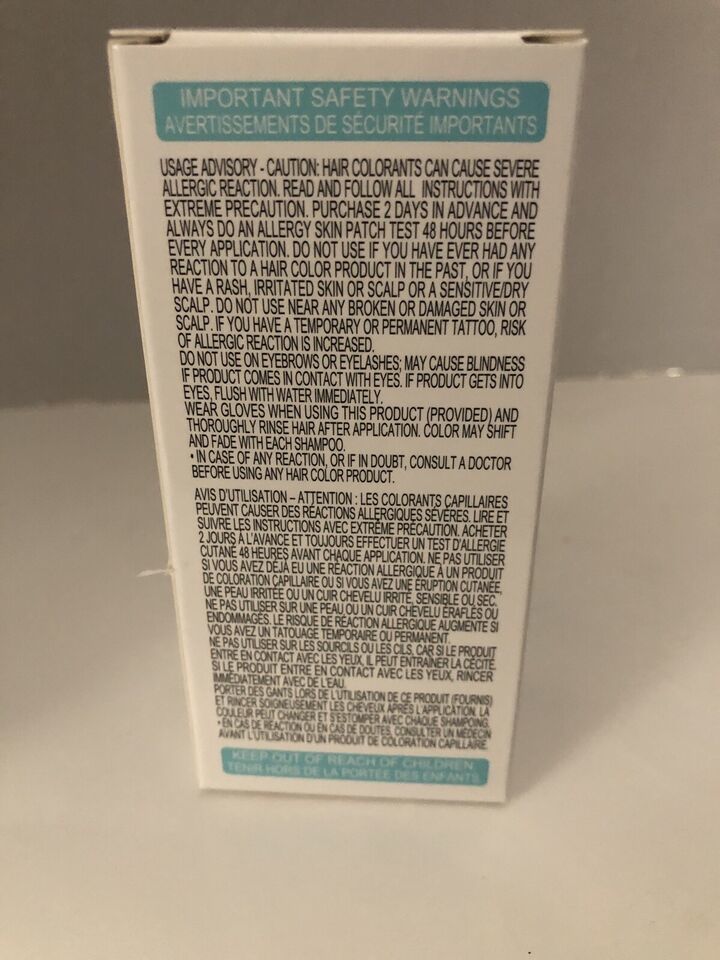 IMPORTANT SAFETY WARNINGS
AVERTISSEMENTS DE SÉCURITÉ IMPORTANTS
USAGE ADVISORY - CAUTION: HAIR COLORANTS CAN CAUSE SEVERE
ALLERGIC REACTION. READ AND FOLLOW ALL INSTRUCTIONS WITH
EXTREME PRECAUTION. PURCHASE 2 DAYS IN ADVANCE AND
ALWAYS DO AN ALLERGY SKIN PATCH TEST 48 HOURS BEFORE
EVERY APPLICATION. DO NOT USE IF YOU HAVE EVER HAD ANY
REACTION TO A HAIR COLOR PRODUCT IN THE PAST, OR IF YOU
HAVE A RASH, IRRITATED SKIN OR SCALP OR A SENSITIVE/DRY
SCALP. DO NOT USE NEAR ANY BROKEN OR DAMAGED SKIN OR
SCALP. IF YOU HAVE A TEMPORARY OR PERMANENT TATTOO, RISK
OF ALLERGIC REACTION IS INCREASED.
DO NOT USE ON EYEBROWS OR EYELASHES; MAY CAUSE BLINDNESS
IF PRODUCT COMES IN CONTACT WITH EYES. IF PRODUCT GETS INTO
EYES, FLUSH WITH WATER IMMEDIATELY.
WEAR GLOVES WHEN USING THIS PRODUCT (PROVIDED) AND
THOROUGHLY RINSE HAIR AFTER APPLICATION. COLOR MAY SHIFT
AND FADE WITH EACH SHAMPOO.
• IN CASE OF ANY REACTION, OR IF IN DOUBT, CONSULT A DOCTOR
BEFORE USING ANY HAIR COLOR PRODUCT.
AVIS D'UTILISATION – ATTENTION : LES COLORANTS CAPILLAIRES
PEUVENT CAUSER DES RÉACTIONS ALLERGIQUES SÉVÈRES. LIRE ET
SUIVRE LES INSTRUCTIONS AVEC EXTRÊME PRÉCAUTION. ACHETER
2 JOURS À L'AVANCE ET TOUJOURS EFFECTUER UN TEST D'ALLERGIE
CUTANÉ 48 HEURES AVANT CHAQUE APPLICATION. NE PAS UTILISER
SI VOUS AVEZ DÉJÀ EU UNE RÉACTION ALLERGIQUE À UN PRODUIT
DE COLORATION CAPILLAIRE OU SI VOUS AVEZ UNE ÉRUPTION CUTANÉE,
UNE PEAU IRRITÉE OU UN CUIR CHEVELU IRRITÉ, SENSIBLE OU SEC.
NE PAS UTILISER SUR UNE PEAU OU UN CUIR CHEVELU ÉRAFLÉS OU
ENDOMMAGÉS. LE RISQUE DE RÉACTION ALLERGIQUE AUGMENTE SI
VOUS AVEZ UN TATOUAGE TEMPORAIRE OU PERMANENT.
NE PAS UTILISER SUR LES SOURCILS OU LES CILS, CAR SI LE PRODUIT
ENTRE EN CONTACT AVEC LES YEUX, IL PEUT ENTRAÎNER LA CÉCITÉ.
SI LE PRODUIT ENTRE EN CONTACT AVEC LES YEUX, RINCER
IMMÉDIATEMENT AVEC DE L'EAU.
PORTER DES GANTS LORS DE L'UTILISATION DE CE PRODUIT (FOURNIS)
ET RINCER SOIGNEUSEMENT LES CHEVEUX APRÈS L'APPLICATION. LA
COULEUR PEUT CHANGER ET S'ESTOMPER AVEC CHAQUE SHAMPOING.
• EN CAS DE RÉACTION OU EN CAS DE DOUTES, CONSULTER UN MÉDECIN
AVANT L'UTILISATION D'UN PRODUIT DE COLORATION CAPILLAIRE.
KEEP OUT OF REACH OF CHILDREN
TENIR HORS DE LA PORTÉE DES ENFANTS